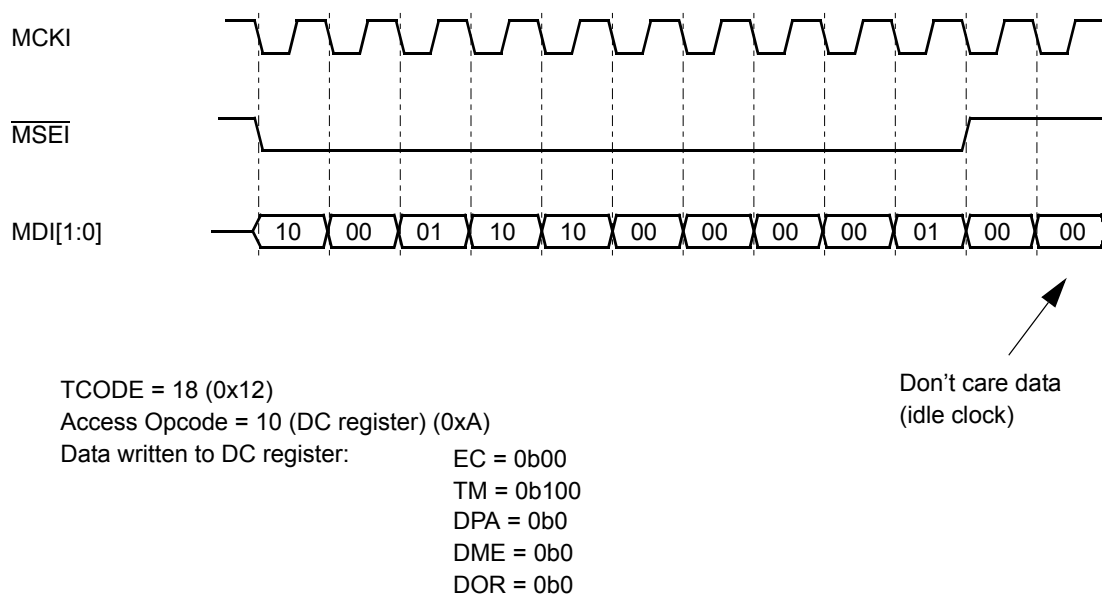 MCKI
MSEI
MDI[1:0]
10 00 01 10 10 00 00 00 00 01 00 00
Don’t care data
(idle clock)
TCODE = 18 (0x12)
Access Opcode = 10 (DC register) (0xA)
Data written to DC register: EC = 0b00
TM = 0b100
DPA = 0b0
DME = 0b0
DOR = 0b0